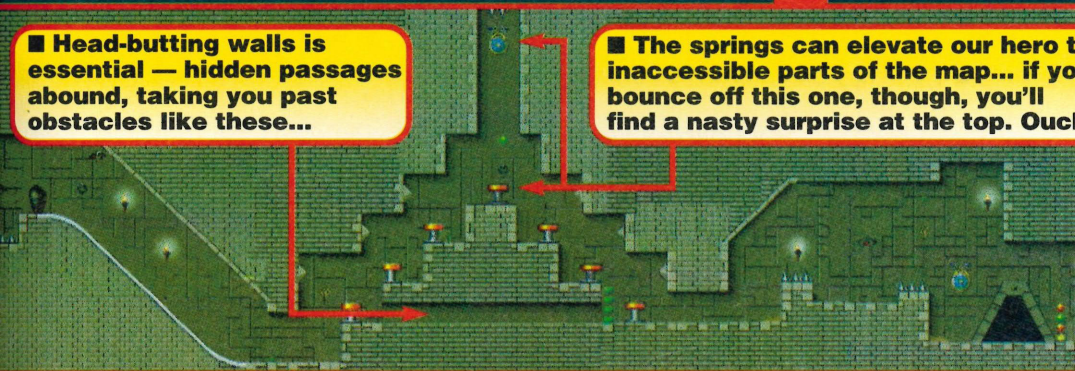 ■ Head-butting walls is
essential — hidden passages
abound, taking you past
obstacles like these...
■ The springs can elevate our hero t
inaccessible parts of the map... if yo
bounce off this one, though, you'll
find a nasty surprise at the top. Ouch